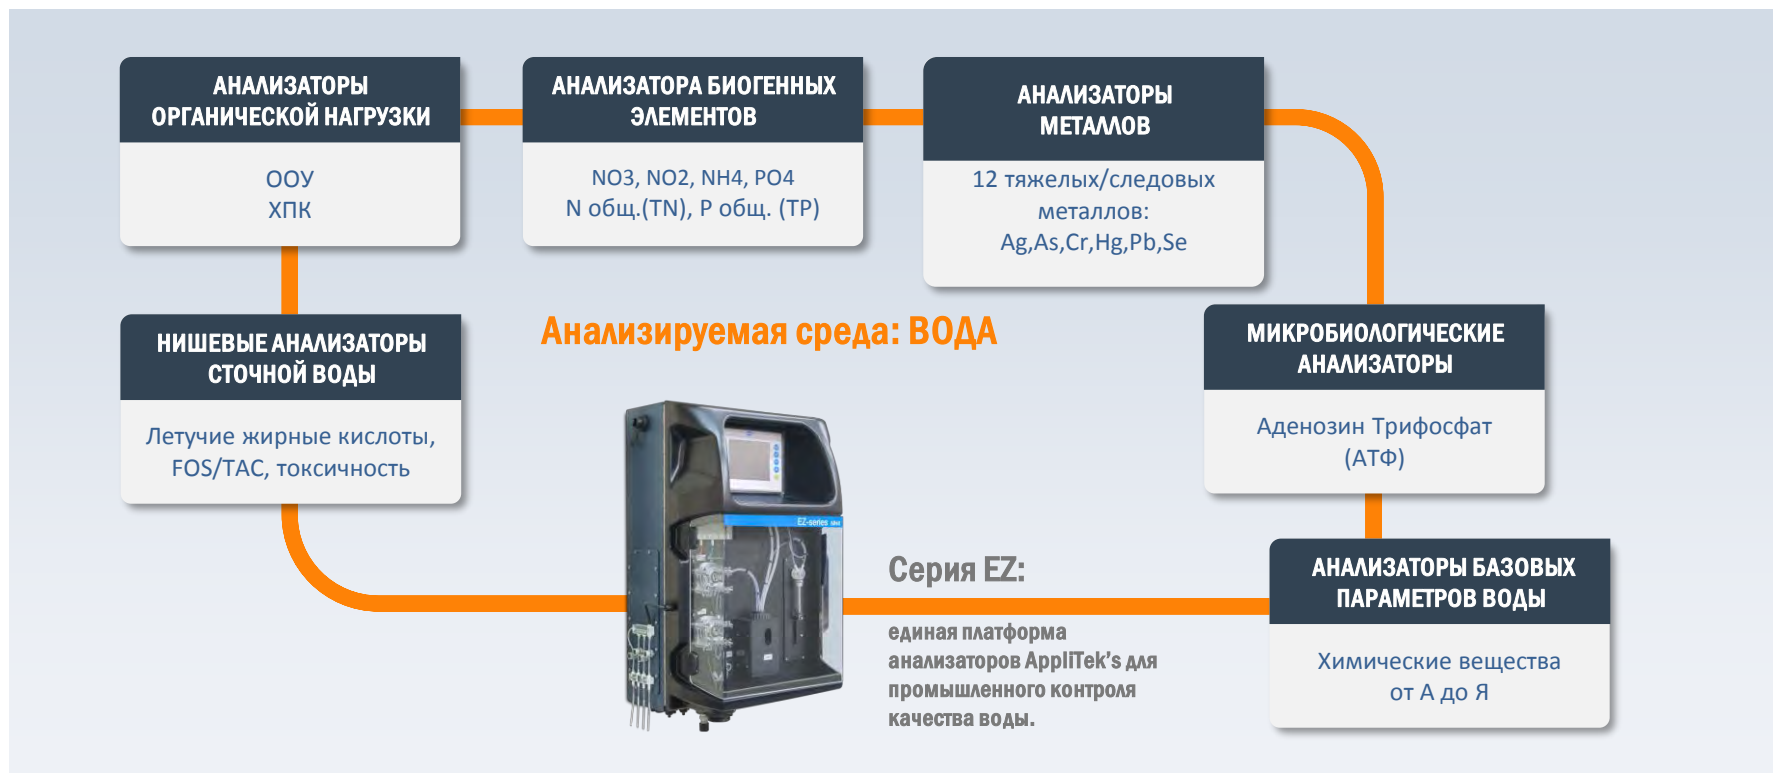 АНАЛИЗАТОРЫ
ОРГАНИЧЕСКОЙ НАГРУЗКИ
ООУ
ХПК
АНАЛИЗАТОРА БИОГЕННЫХ
ЭЛЕМЕНТОВ
NO3, NO2, NH4, PO4
N общ.(TN), P общ. (TP)
АНАЛИЗАТОРЫ
МЕТАЛЛОВ
12 тяжелых/следовых
металлов:
Ag,As,Cr,Hg,Pb,Se
НИШЕВЫЕ АНАЛИЗАТОРЫ
СТОЧНОЙ ВОДЫ
Летучие жирные кислоты,
FOS/TAC, токсичность
Анализируемая среда: ВОДА
МИКРОБИОЛОГИЧЕСКИЕ
АНАЛИЗАТОРЫ
Аденозин Трифосфат
(АТФ)
EZ-series
Серия EZ:
единая платформа
анализаторов AppliTek’s для
промышленного контроля
качества воды.
АНАЛИЗАТОРЫ БАЗОВЫХ
ПАРАМЕТРОВ ВОДЫ
Химические вещества
от А до Я